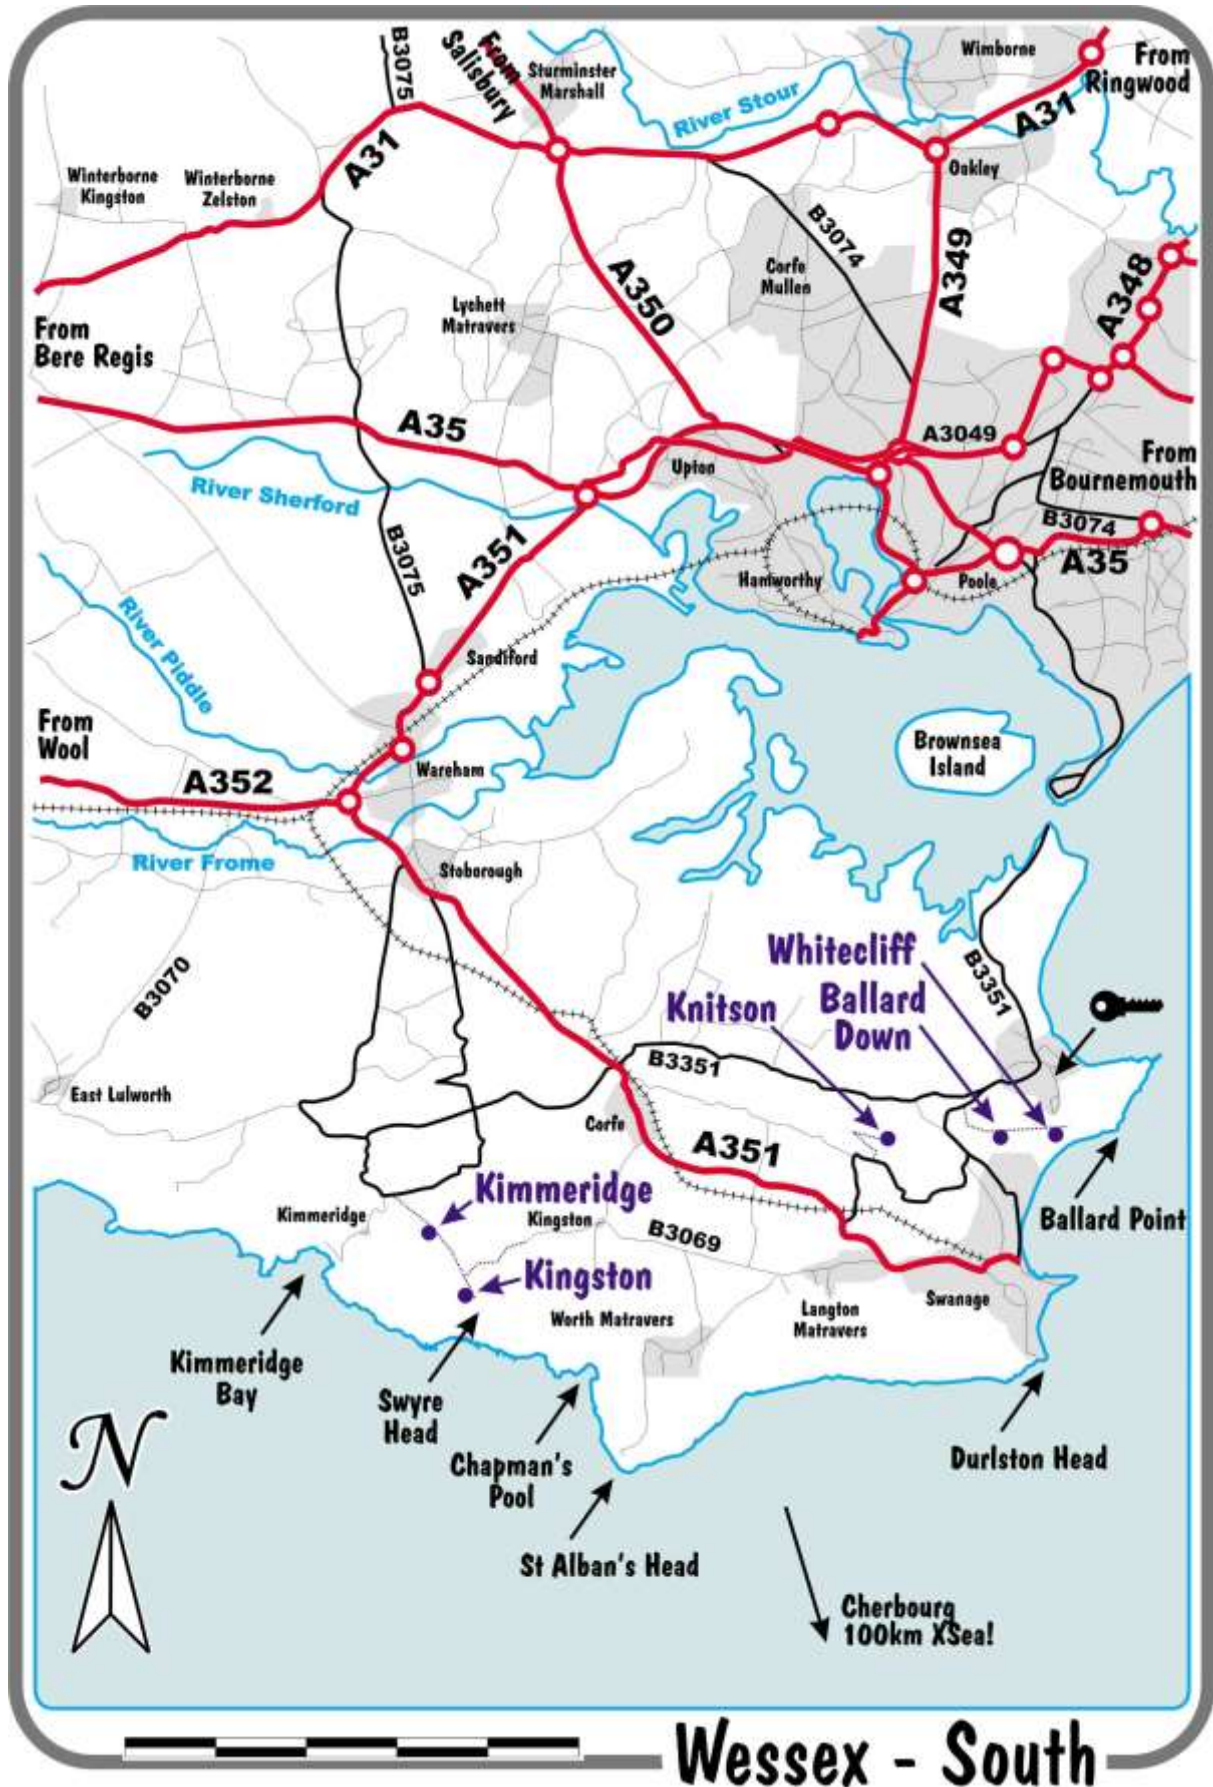 B3075
From
Salisbury
Sturminster
Marshall
Wimborne
From
Ringwood
River Stour
A31
A31
Oakley
Winterborne
Kingston
Winterborne
Zelston
B3074
A349
Corfe
Mullen
A350
A348
Lychett
Matravers
From
Bere Regis
A35
A3049
From
Bournemouth
Upton
River Sherford
B3074
A35
B3075
A351
Hamworthy
Poole
River Piddle
Sandiford
From
Wool
Brownsea
Island
Wareham
A352
River Frome
Stoborough
Whitecliff
B3351
Knitson
Ballard
Down
B3070
B3351
East Lulworth
Corfe
A351
Kimmeridge
Kimmeridge
Kingston
B3069
Ballard Point
Kingston
Worth Matravers
Langton
Matravers
Swanage
Kimmeridge
Bay
Swyre
Head
Chapman's
Pool
Durlston Head
N
St Alban's Head
Cherbourg
100km XSea!
Wessex - South